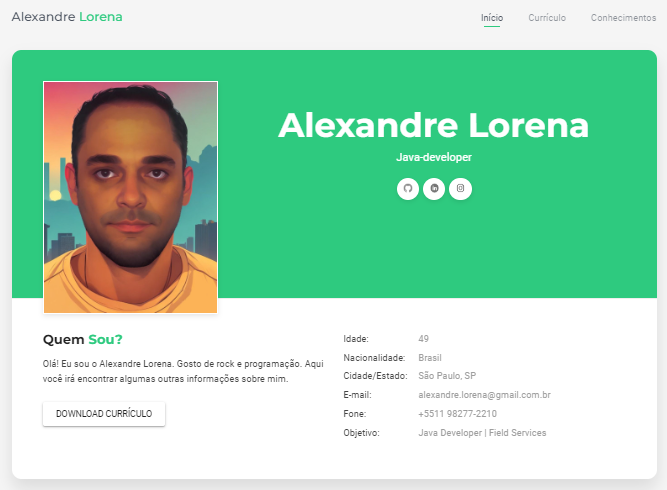 Alexandre Lorena
Início
Currículo
Conhecimentos
Alexandre Lorena
Java-developer
Quem Sou?
Olá! Eu sou o Alexandre Lorena. Gosto de rock e programação. Aqui
você irá encontrar algumas outras informações sobre mim.
DOWNLOAD CURRÍCULO
Idade: 49
Nacionalidade: Brasil
Cidade/Estado: São Paulo, SP
E-mail: alexandre.lorena@gmail.com.br
Fone: +5511 98277-2210
Objetivo: Java Developer | Field Services